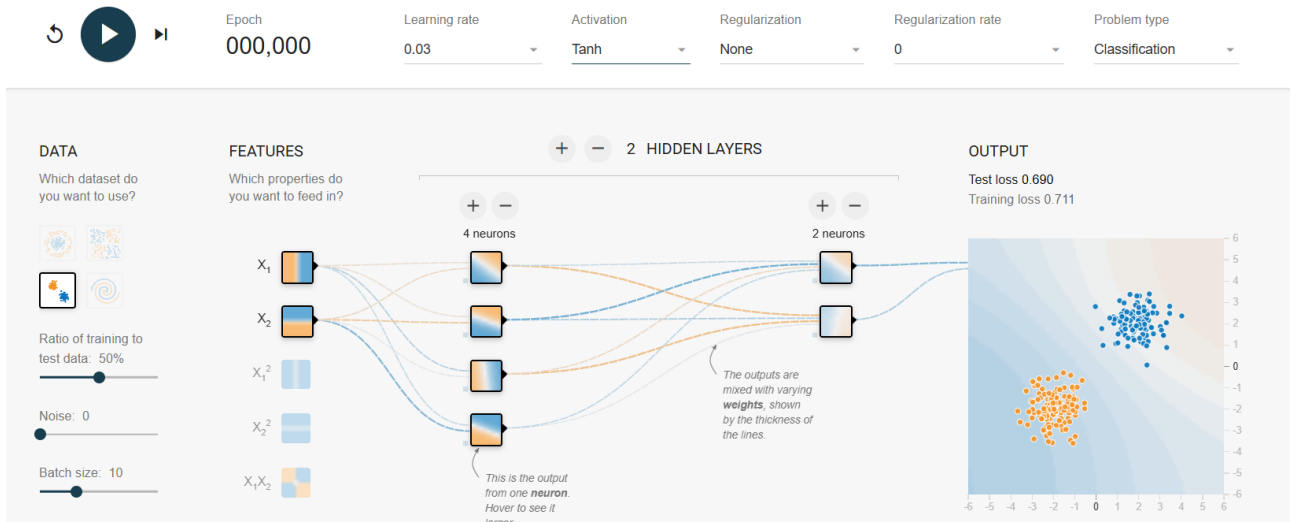 Epoch
000,000
Learning rate
0.03
Activation
Tanh
Regularization
None
Regularization rate
0
Problem type
Classification
DATA
Which dataset do
you want to use?
Ratio of training to
test data: 50%
Noise: 0
Batch size: 10
FEATURES
Which properties do
you want to feed in?
X₁
X₂
X₁²
X₂²
X₁X₂
+ − 2 HIDDEN LAYERS
+ −
4 neurons
+ −
2 neurons
The outputs are
mixed with varying
weights, shown
by the thickness of
the lines.
This is the output
from one neuron.
Hover to see it
OUTPUT
Test loss 0.690
Training loss 0.711
6
5
4
3
2
1
0
-1
-2
-3
-4
-5
-6
-6 -5 -4 -3 -2 -1 0 1 2 3 4 5 6